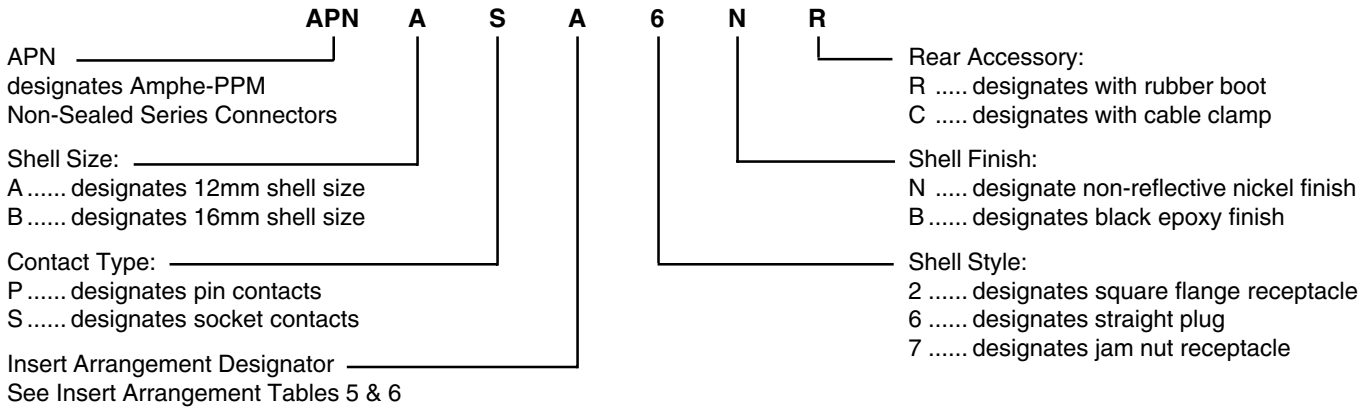 APN A S A 6 N R
APN
designates Amphe-PPM
Non-Sealed Series Connectors
Shell Size:
A ...... designates 12mm shell size
B ...... designates 16mm shell size
Contact Type:
P ...... designates pin contacts
S ...... designates socket contacts
Insert Arrangement Designator
See Insert Arrangement Tables 5 & 6
Rear Accessory:
R ..... designates with rubber boot
C ..... designates with cable clamp
Shell Finish:
N ..... designate non-reflective nickel finish
B ...... designates black epoxy finish
Shell Style:
2 ...... designates square flange receptacle
6 ...... designates straight plug
7 ...... designates jam nut receptacle